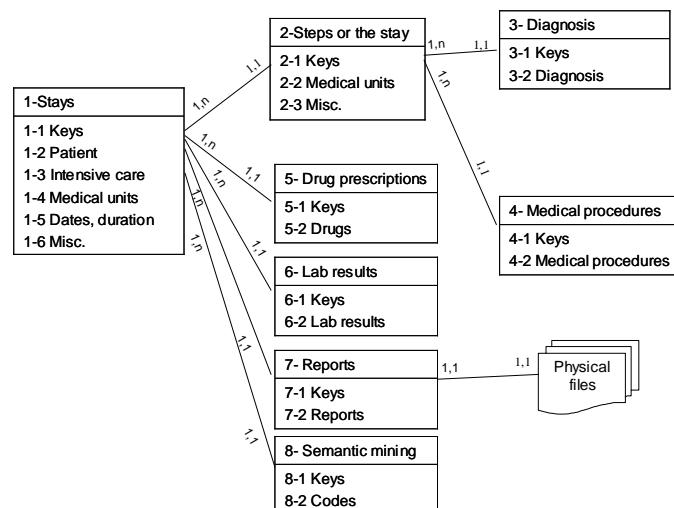 1-Stays
1-1 Keys
1-2 Patient
1-3 Intensive care
1-4 Medical units
1-5 Dates, duration
1-6 Misc.
1,n
1,1
1,n
1,1
1,n
1,1
1,n
1,1
1,n
1,1
2-Steps or the stay
2-1 Keys
2-2 Medical units
2-3 Misc.
1,n
1,1
1,n
1,1
3- Diagnosis
3-1 Keys
3-2 Diagnosis
4- Medical procedures
4-1 Keys
4-2 Medical procedures
5- Drug prescriptions
5-1 Keys
5-2 Drugs
6- Lab results
6-1 Keys
6-2 Lab results
7- Reports
7-1 Keys
7-2 Reports
1,1
1,1
Physical
files
8- Semantic mining
8-1 Keys
8-2 Codes